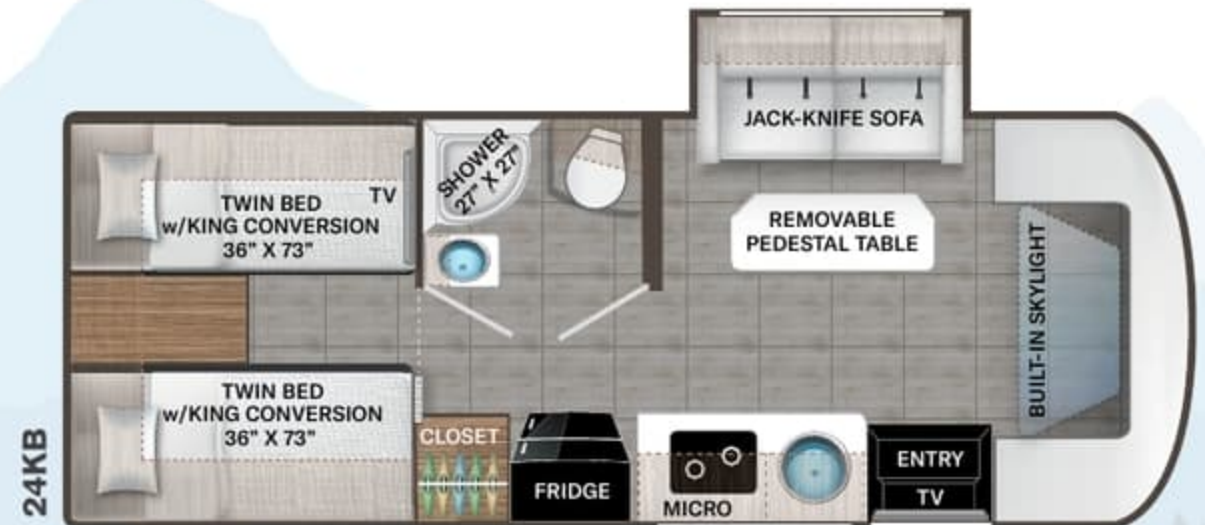 JACK-KNIFE SOFA
SHOWER
27" X 27"
TV
TWIN BED
w/KING CONVERSION
36" X 73"
REMOVABLE
PEDESTAL TABLE
BUILT-IN SKYLIGHT
TWIN BED
w/KING CONVERSION
36" X 73"
CLOSET
FRIDGE
MICRO
ENTRY
TV
24KB